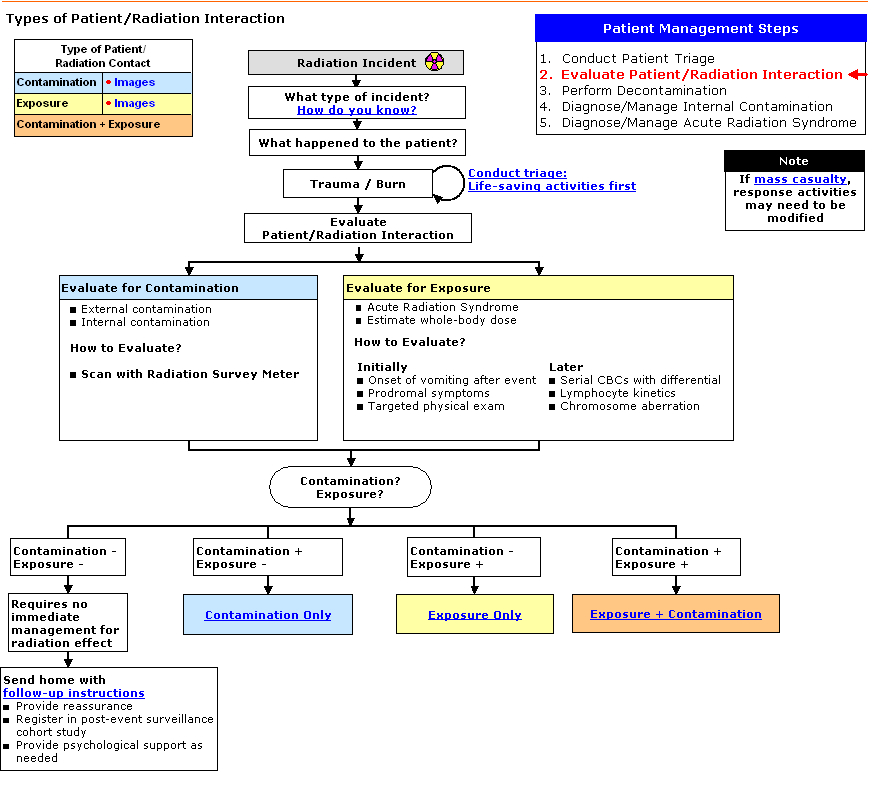 Types of Patient/Radiation Interaction
Type of Patient/
Radiation Contact
Contamination • Images
Exposure • Images
Contamination + Exposure
Patient Management Steps
1. Conduct Patient Triage
2. Evaluate Patient/Radiation Interaction
3. Perform Decontamination
4. Diagnose/Manage Internal Contamination
5. Diagnose/Manage Acute Radiation Syndrome
Note
If mass casualty,
response activities
may need to be
modified
Radiation Incident
What type of incident?
How do you know?
What happened to the patient?
Trauma / Burn
Conduct triage:
Life-saving activities first
Evaluate
Patient/Radiation Interaction
Evaluate for Contamination
■ External contamination
■ Internal contamination
How to Evaluate?
■ Scan with Radiation Survey Meter
Evaluate for Exposure
■ Acute Radiation Syndrome
■ Estimate whole-body dose
How to Evaluate?
Initially
■ Onset of vomiting after event
■ Prodromal symptoms
■ Targeted physical exam
Later
■ Serial CBCs with differential
■ Lymphocyte kinetics
■ Chromosome aberration
Contamination?
Exposure?
Contamination -
Exposure -
Contamination +
Exposure -
Contamination -
Exposure +
Contamination +
Exposure +
Requires no
immediate
management for
radiation effect
Contamination Only
Exposure Only
Exposure + Contamination
Send home with
follow-up instructions
■ Provide reassurance
■ Register in post-event surveillance
cohort study
■ Provide psychological support as
needed